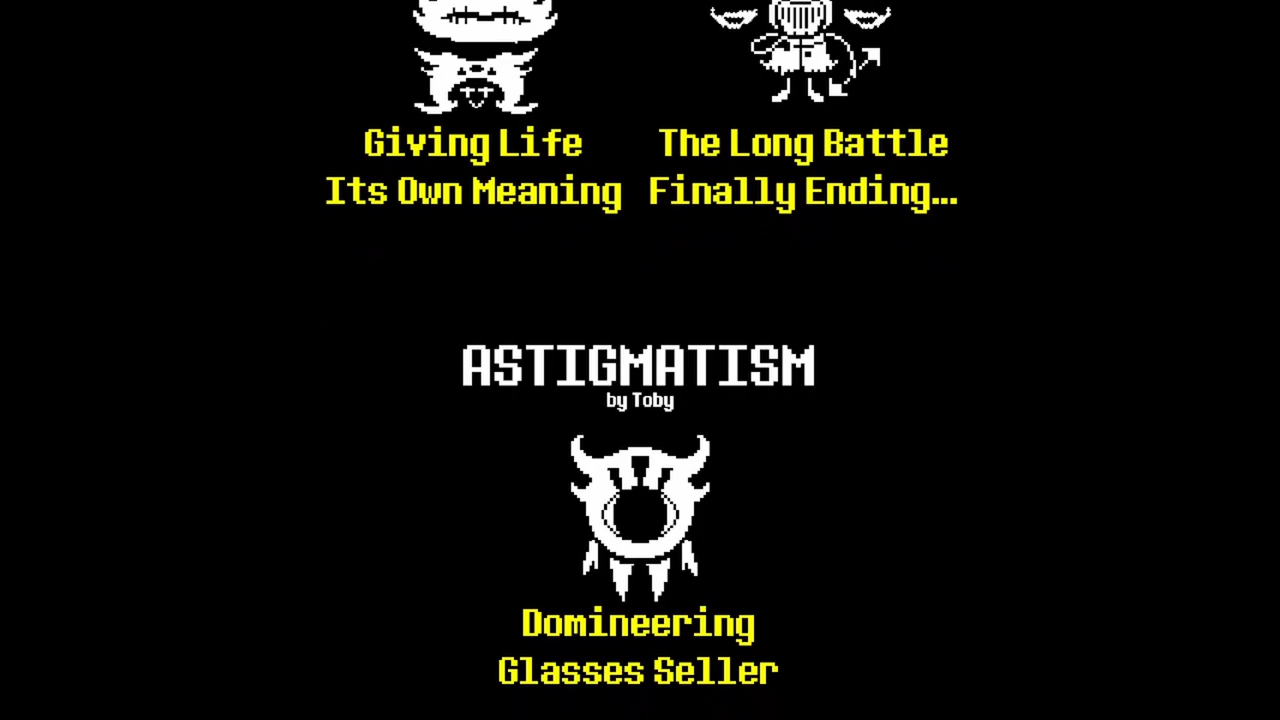 Giving Life
Its Own Meaning
The Long Battle
Finally Ending...
ASTIGMATISM
by Toby
Domineering
Glasses Seller